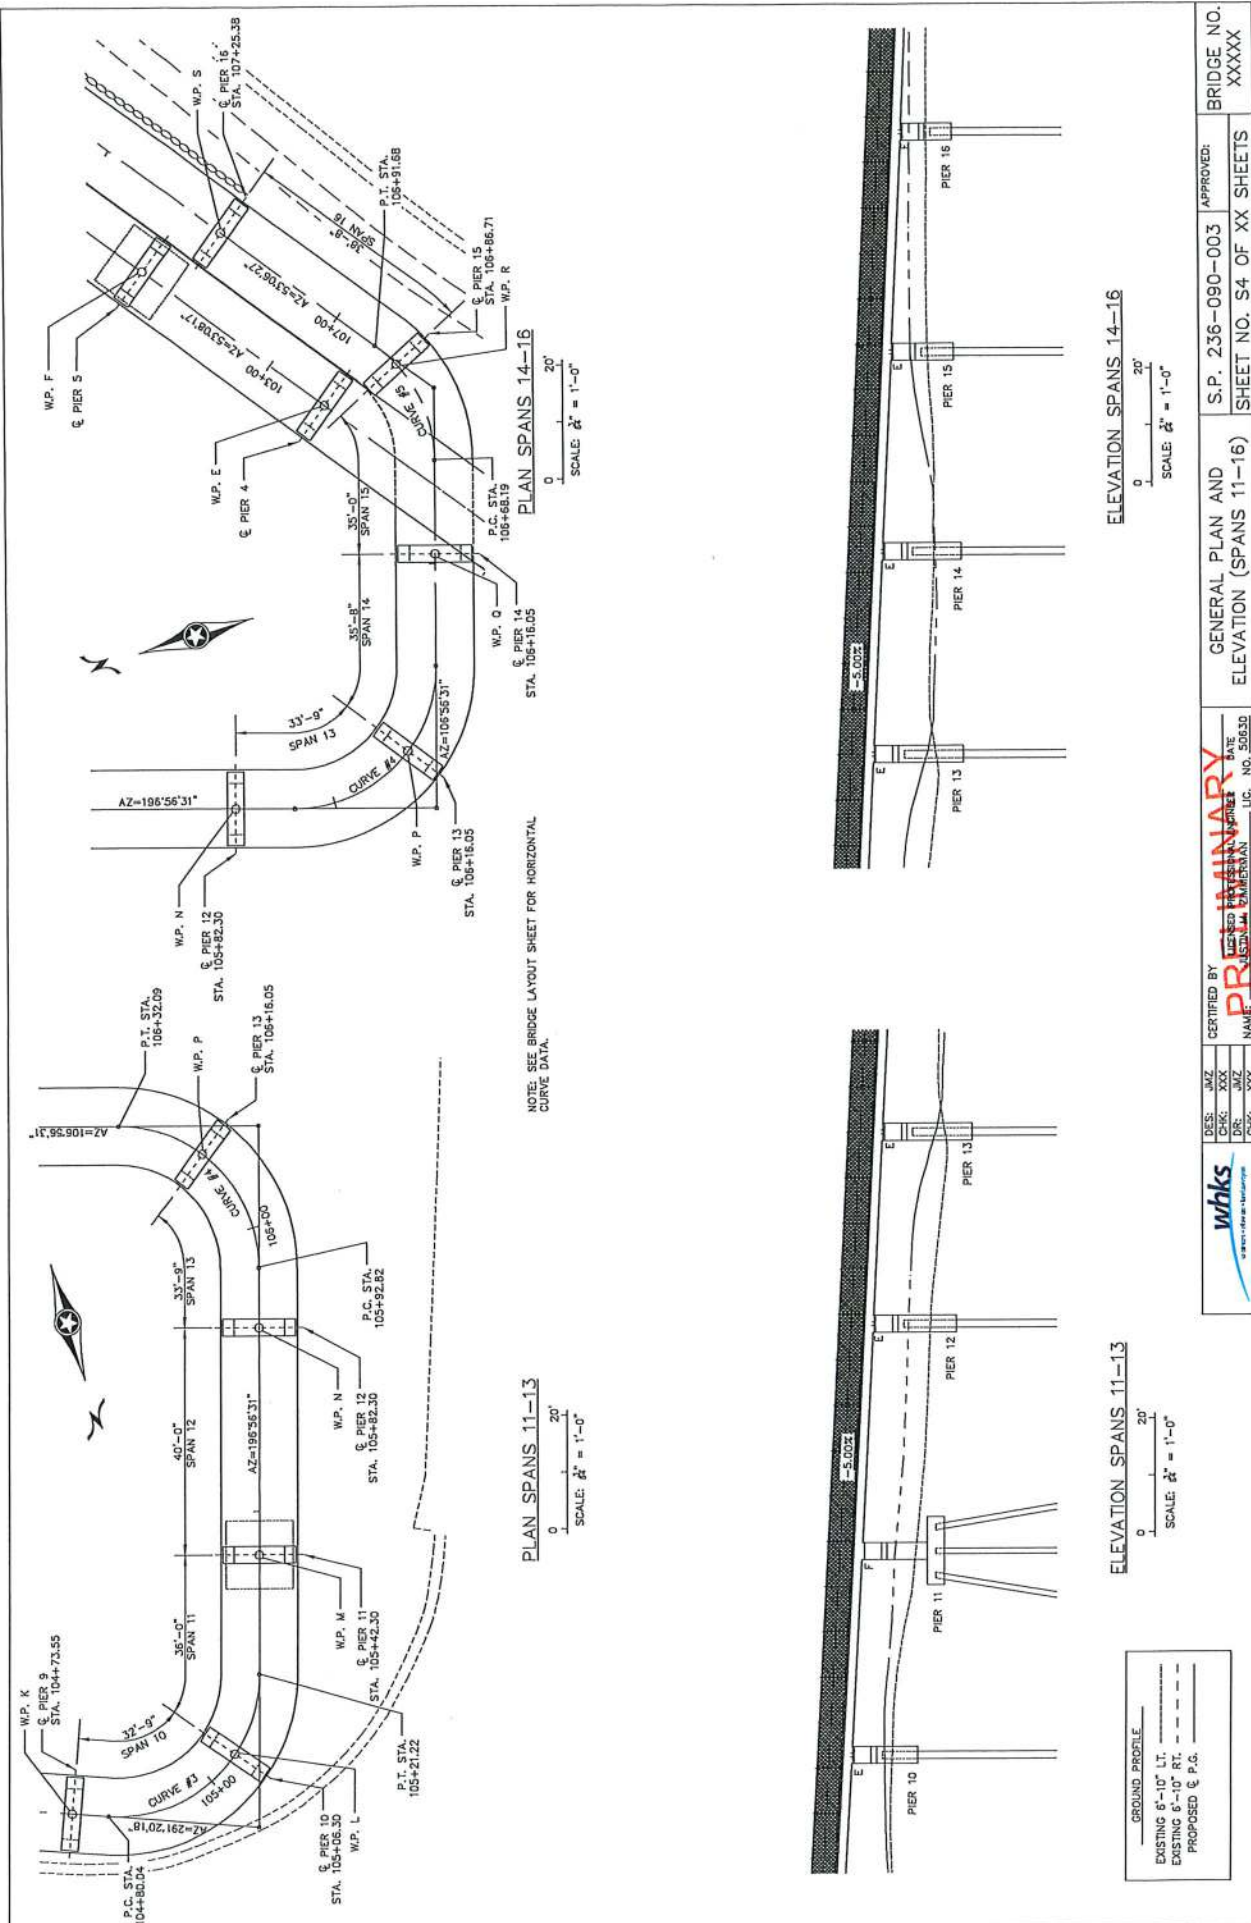 W.P. K
℄ PIER 9
STA. 104+73.55
32'-9"
SPAN 10
36'-0"
SPAN 11
40'-0"
SPAN 12
33'-9"
SPAN 13
P.C. STA.
104+80.04
AZ=291°20'18"
CURVE #3
105+00
℄ PIER 10
STA. 105+06.30
W.P. L
P.T. STA.
105+21.22
W.P. M
℄ PIER 11
STA. 105+42.30
AZ=196°56'31"
W.P. N
℄ PIER 12
STA. 105+82.30
P.C. STA.
105+92.82
106+00
CURVE #4
AZ=106°56'31"
P.T. STA.
106+32.09
W.P. P
℄ PIER 13
STA. 106+16.05
PLAN SPANS 11-13
0 20'
SCALE: = 1'-0"
NOTE: SEE BRIDGE LAYOUT SHEET FOR HORIZONTAL
CURVE DATA.
W.P. N
℄ PIER 12
STA. 105+82.30
AZ=196°56'31"
33'-9"
SPAN 13
CURVE #4
W.P. P
℄ PIER 13
STA. 106+16.05
AZ=106°56'31"
35'-8"
SPAN 14
35'-0"
SPAN 15
W.P. Q
℄ PIER 14
STA. 106+16.05
P.C. STA.
106+68.19
CURVE #5
W.P. E
℄ PIER 4
W.P. F
℄ PIER 5
103+00
AZ=53°08'17"
AZ=53°06'27"
107+00
W.P. S
℄ PIER 16
STA. 107+25.38
38'-8"
SPAN 16
P.T. STA.
106+91.68
℄ PIER 15
STA. 106+86.71
W.P. R
PLAN SPANS 14-16
0 20'
SCALE: = 1'-0"
-5.00%
E
PIER 10
F
PIER 11
E
PIER 12
E
PIER 13
ELEVATION SPANS 11-13
0 20'
SCALE: = 1'-0"
-5.00%
E
PIER 13
E
PIER 14
E
PIER 15
E
PIER 16
ELEVATION SPANS 14-16
0 20'
SCALE: = 1'-0"
GROUND PROFILE
EXISTING 6'-10" LT.
EXISTING 6'-10" RT.
PROPOSED ℄ P.G.
whks
DES: JMZ
CHK: XXX
DR: JMZ
CHK: XXX
CERTIFIED BY
LICENSED PROFESSIONAL ENGINEER DATE
NAME: JUSTIN M. ZIMMERMAN LIC. NO. 50630
PRELIMINARY
GENERAL PLAN AND
ELEVATION (SPANS 11-16)
S.P. 236-090-003
APPROVED:
SHEET NO. S4 OF XX SHEETS
BRIDGE NO.
XXXXX